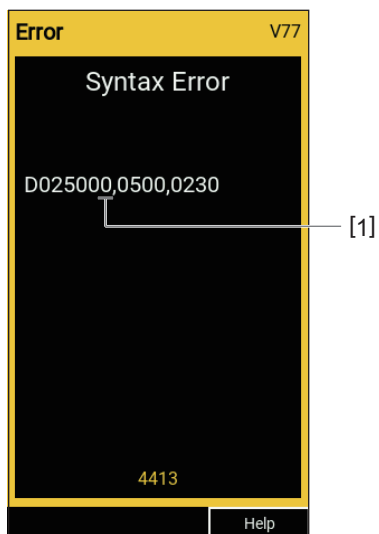 Error V77
Syntax Error
D025000,0500,0230
[1]
4413
Help